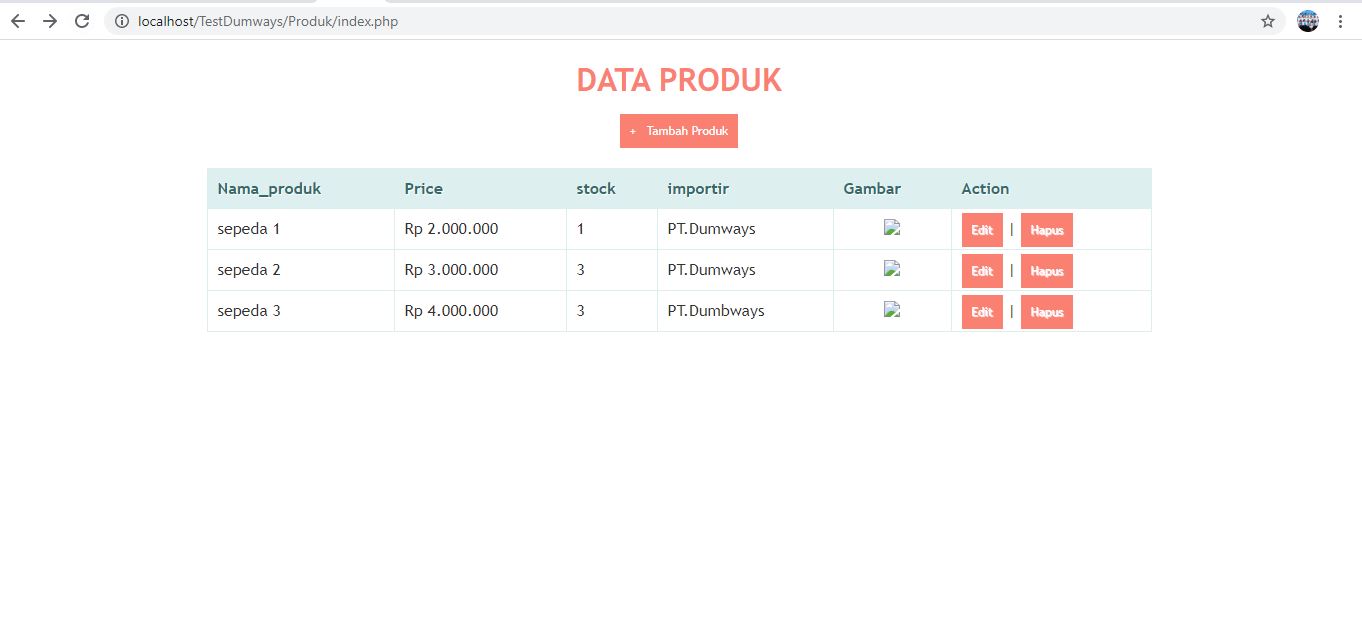 localhost/TestDumways/Produk/index.php
DATA PRODUK
+ Tambah Produk
Nama_produk Price stock importir Gambar Action
sepeda 1 Rp 2.000.000 1 PT.Dumways Edit | Hapus
sepeda 2 Rp 3.000.000 3 PT.Dumways Edit | Hapus
sepeda 3 Rp 4.000.000 3 PT.Dumbways Edit | Hapus